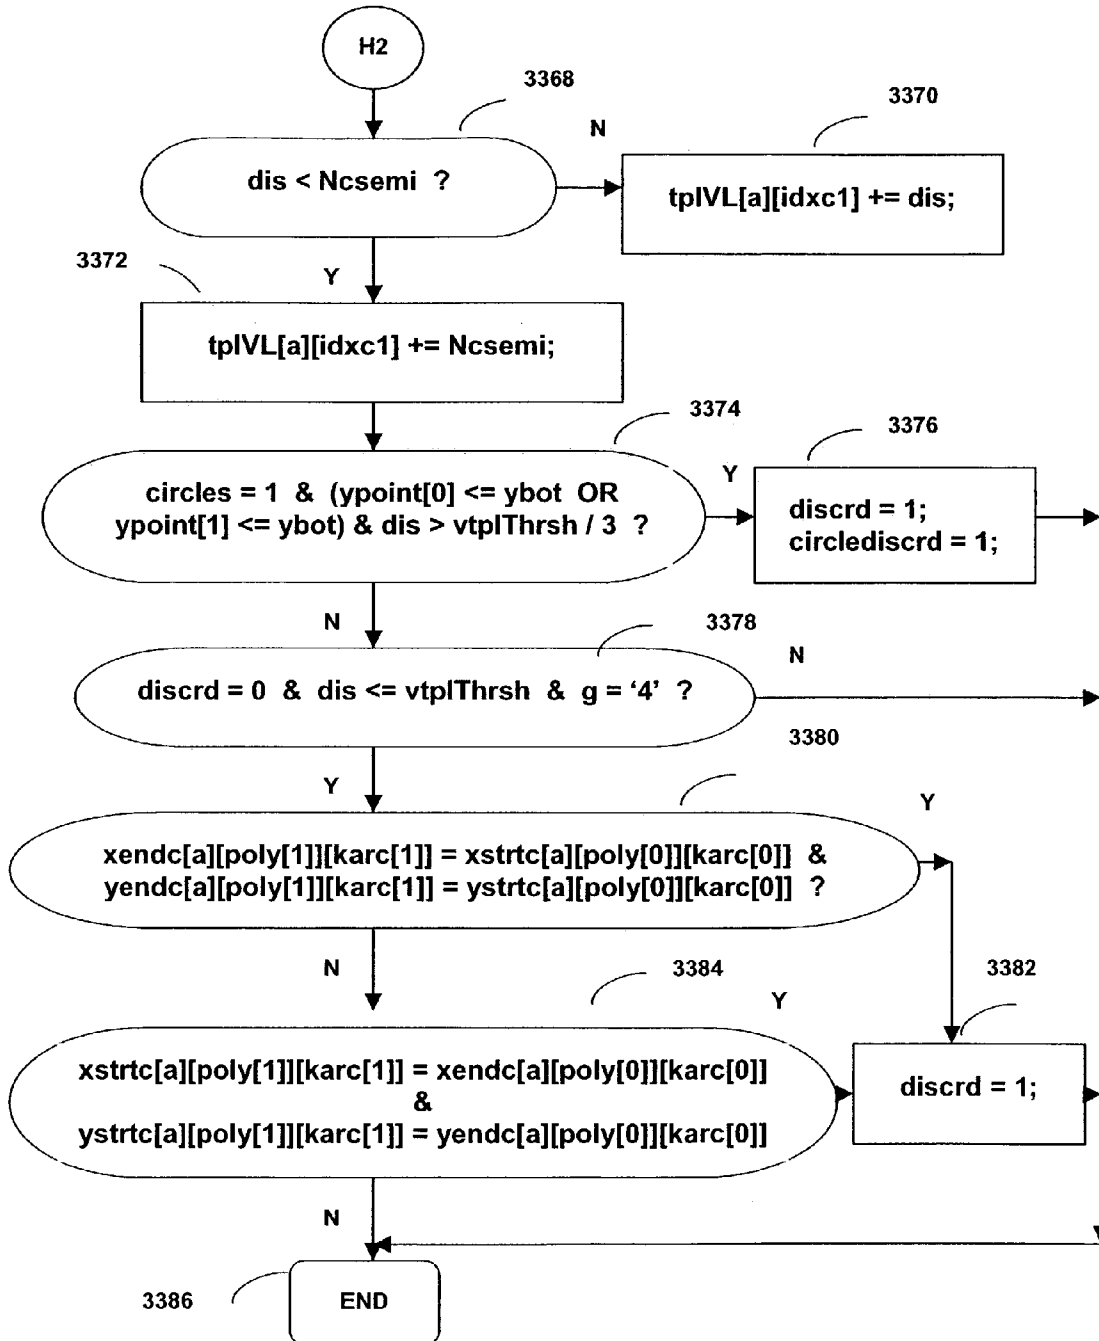 H2
3368
dis < Ncsemi ?
N
3370
tplVL[a][idxc1] += dis;
3372
Y
tplVL[a][idxc1] += Ncsemi;
3374
circles = 1 & (ypoint[0] <= ybot OR
ypoint[1] <= ybot) & dis > vtplThrsh / 3 ?
Y
3376
discrd = 1;
circlediscrd = 1;
N
3378
discrd = 0 & dis <= vtplThrsh & g = ‘4’ ?
N
Y
3380
xendc[a][poly[1]][karc[1]] = xstrtc[a][poly[0]][karc[0]] &
yendc[a][poly[1]][karc[1]] = ystrtc[a][poly[0]][karc[0]] ?
Y
N
3384
xstrtc[a][poly[1]][karc[1]] = xendc[a][poly[0]][karc[0]]
&
ystrtc[a][poly[1]][karc[1]] = yendc[a][poly[0]][karc[0]]
Y
3382
discrd = 1;
N
3386
END